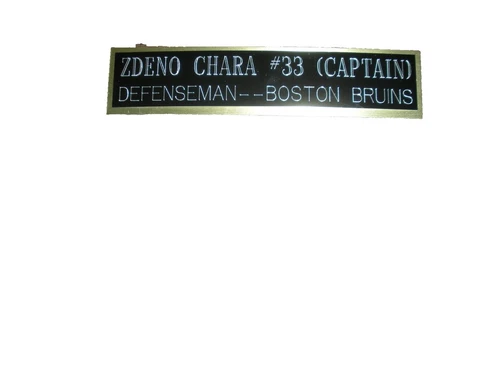 ZDENO CHARA #33 (CAPTAIN)
DEFENSEMAN--BOSTON BRUINS